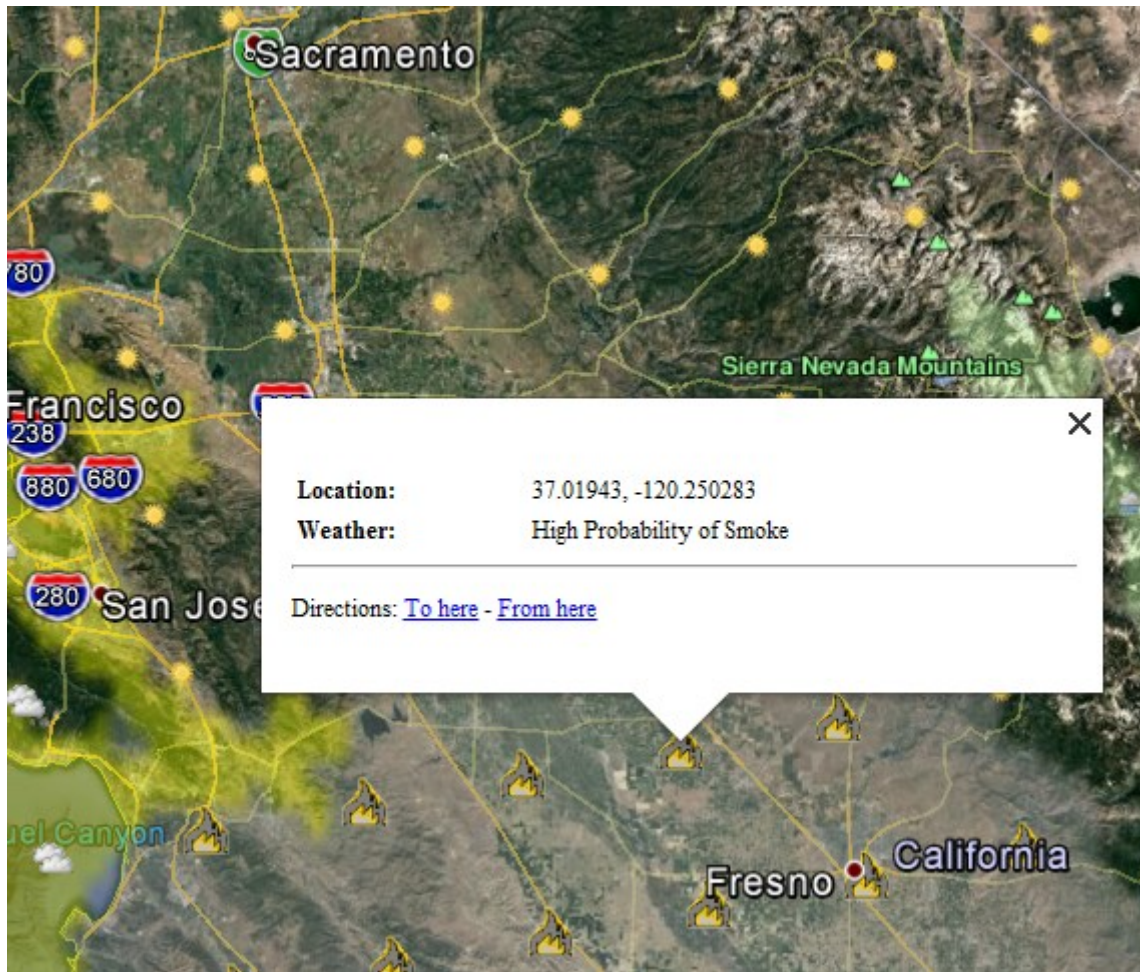 Sacramento
780
Sierra Nevada Mountains
Francisco
238
880
680
Location: 37.01943, -120.250283
Weather: High Probability of Smoke
Directions: To here - From here
280
San Jose
uel Canyon
California
Fresno